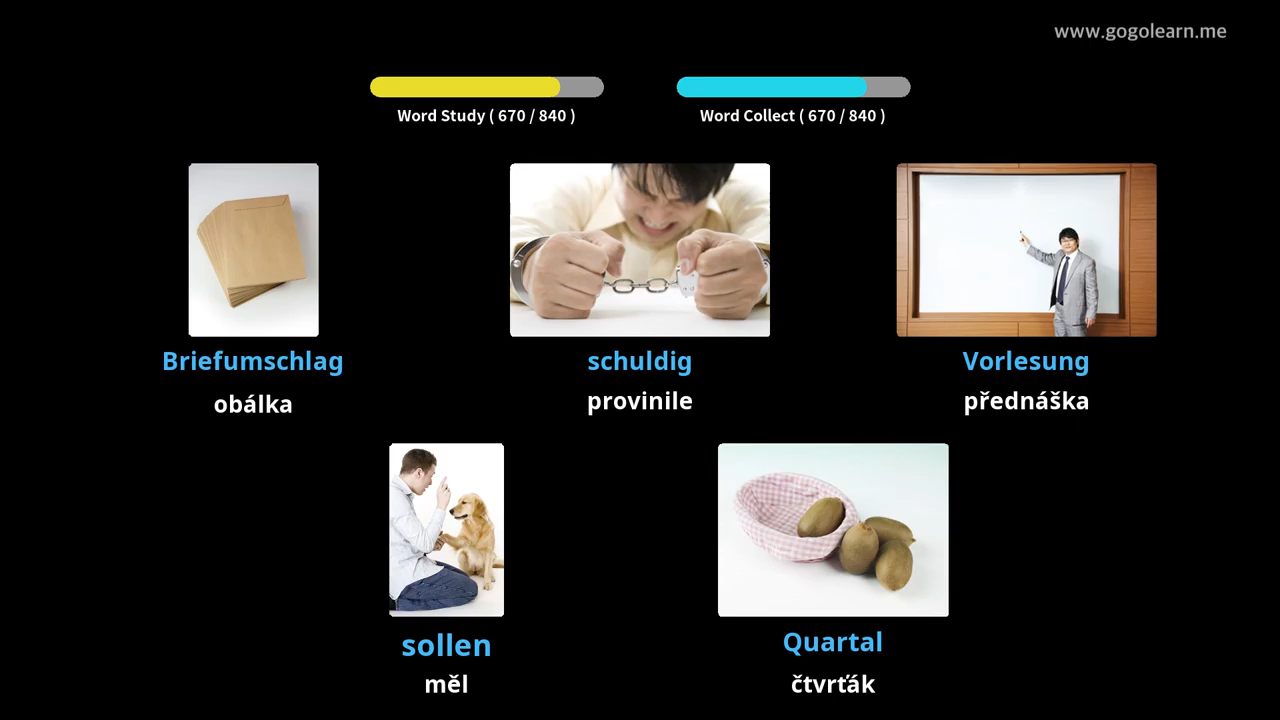 www.gogolearn.me
Word Study ( 670 / 840 )
Word Collect ( 670 / 840 )
Briefumschlag
obálka
schuldig
provinile
Vorlesung
přednáška
sollen
měl
Quartal
čtvrťák